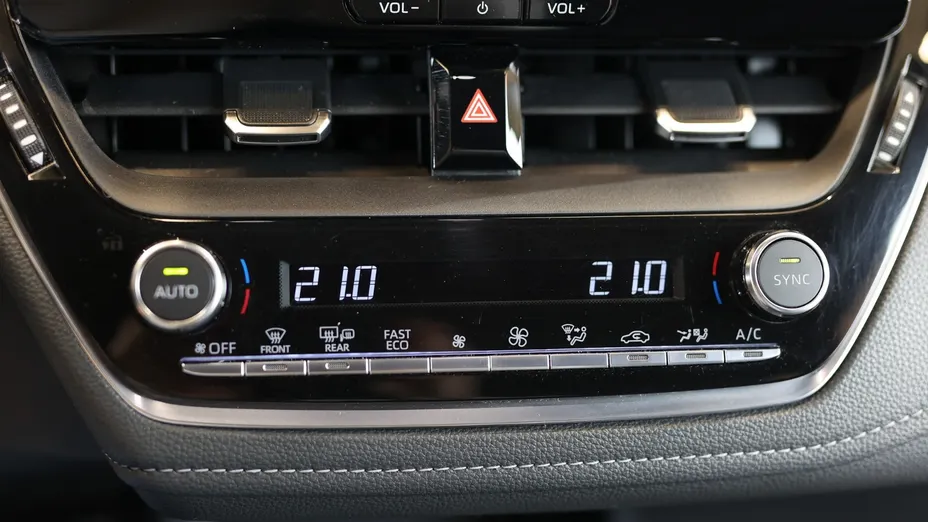 VOL− VOL+
21.0 21.0
AUTO SYNC
OFF FRONT REAR FAST ECO A/C